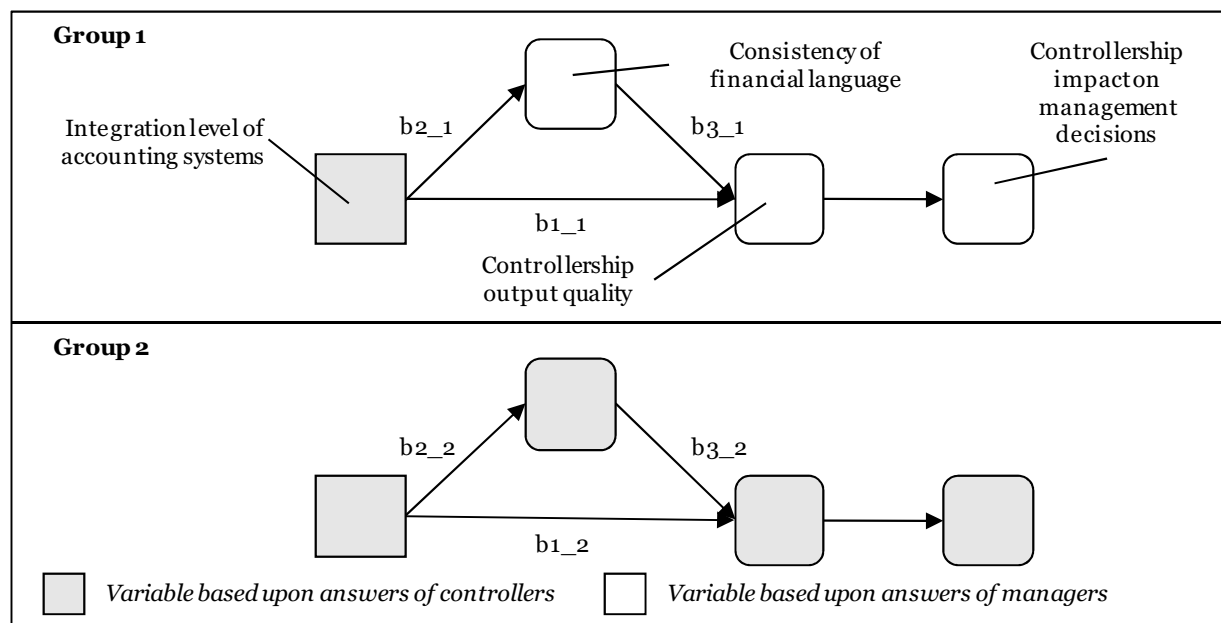 Group 1
Consistency of
financial language
Controllership
impact on
management
decisions
Integration level of
accounting systems
b2_1
b3_1
b1_1
Controllership
output quality
Group 2
b2_2
b3_2
b1_2
Variable based upon answers of controllers
Variable based upon answers of managers